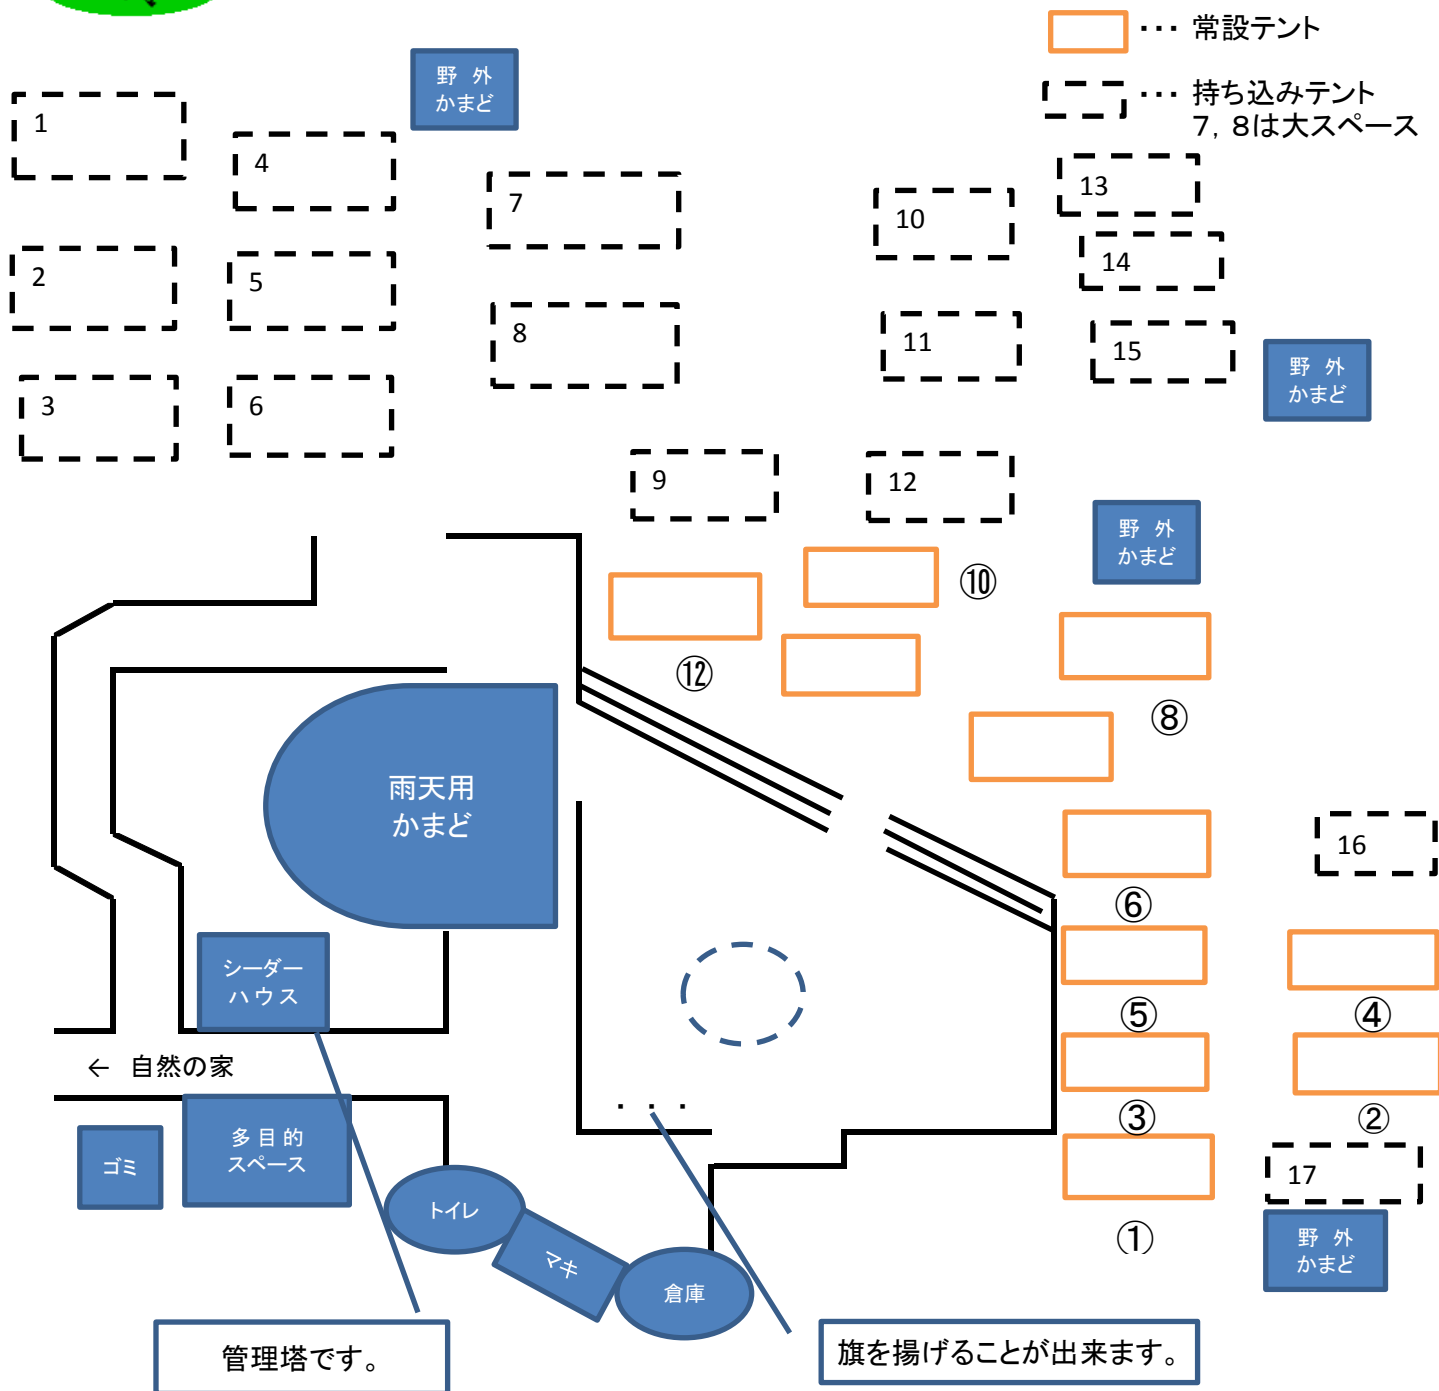 ・・・ 常設テント
・・・ 持ち込みテント
7, 8は大スペース
野 外
かまど
1
4
7
10
13
14
2
5
8
11
15
野 外
かまど
3
6
9
12
野 外
かまど
⑩
⑫
⑧
雨天用
かまど
16
⑥
シーダー
ハウス
⑤
④
← 自然の家
③
②
ゴミ
多 目 的
スペース
17
トイレ
マキ
倉庫
①
野 外
かまど
管理塔です。
旗を揚げることが出来ます。